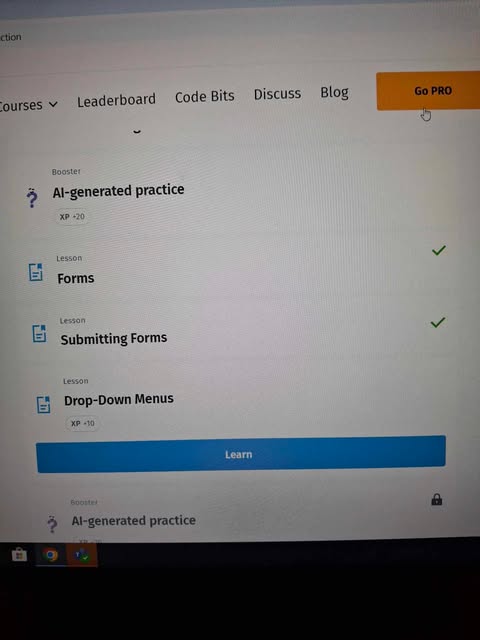 ction
Courses
Leaderboard
Code Bits
Discuss
Blog
Go PRO
Booster
AI-generated practice
XP +20
Lesson
Forms
Lesson
Submitting Forms
Lesson
Drop-Down Menus
XP +10
Learn
Booster
AI-generated practice